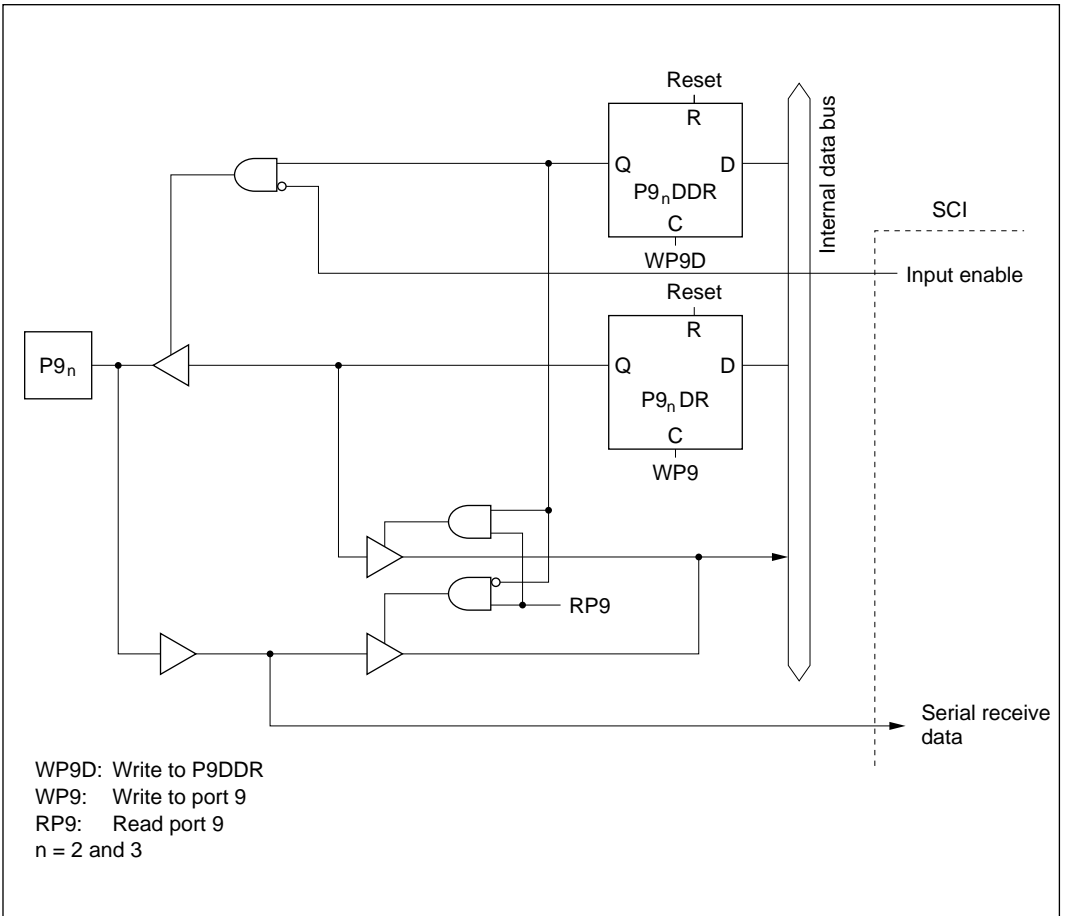 Reset
R
Q D
P9nDDR
C
WP9D
Internal data bus
SCI
Input enable
Reset
R
Q D
P9n DR
C
WP9
P9n
RP9
Serial receive
data
WP9D: Write to P9DDR
WP9: Write to port 9
RP9: Read port 9
n = 2 and 3